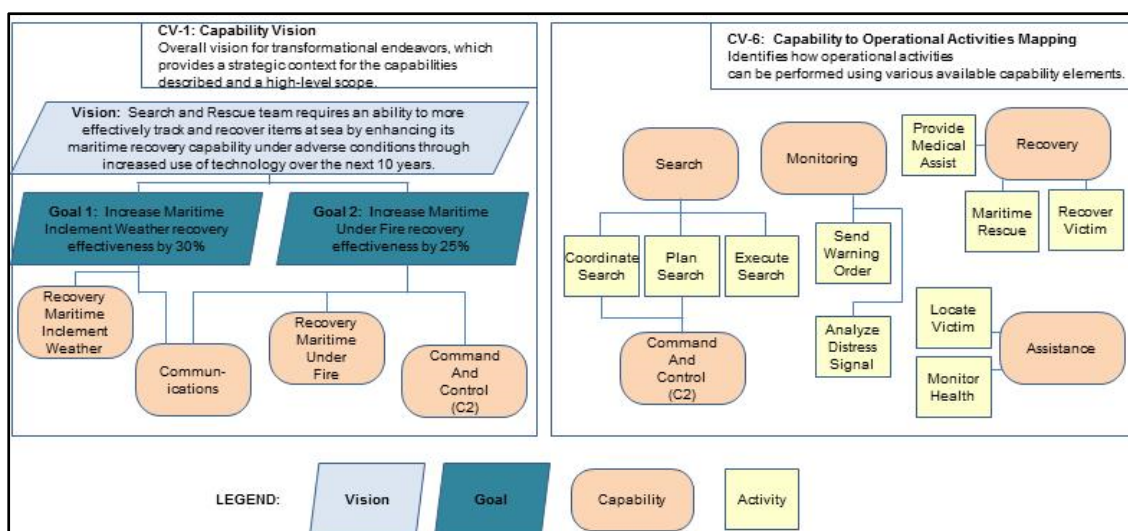 CV-1: Capability Vision
Overall vision for transformational endeavors, which
provides a strategic context for the capabilities
described and a high-level scope.
Vision: Search and Rescue team requires an ability to more
effectively track and recover items at sea by enhancing its
maritime recovery capability under adverse conditions through
increased use of technology over the next 10 years.
Goal 1: Increase Maritime
Inclement Weather recovery
effectiveness by 30%
Goal 2: Increase Maritime
Under Fire recovery
effectiveness by 25%
Recovery
Maritime
Inclement
Weather
Commun-
ications
Recovery
Maritime
Under
Fire
Command
And
Control
(C2)
CV-6: Capability to Operational Activities Mapping
Identifies how operational activities
can be performed using various available capability elements.
Search
Monitoring
Provide
Medical
Assist
Recovery
Maritime
Rescue
Recover
Victim
Coordinate
Search
Plan
Search
Execute
Search
Send
Warning
Order
Command
And
Control
(C2)
Analyze
Distress
Signal
Locate
Victim
Monitor
Health
Assistance
LEGEND:
Vision
Goal
Capability
Activity